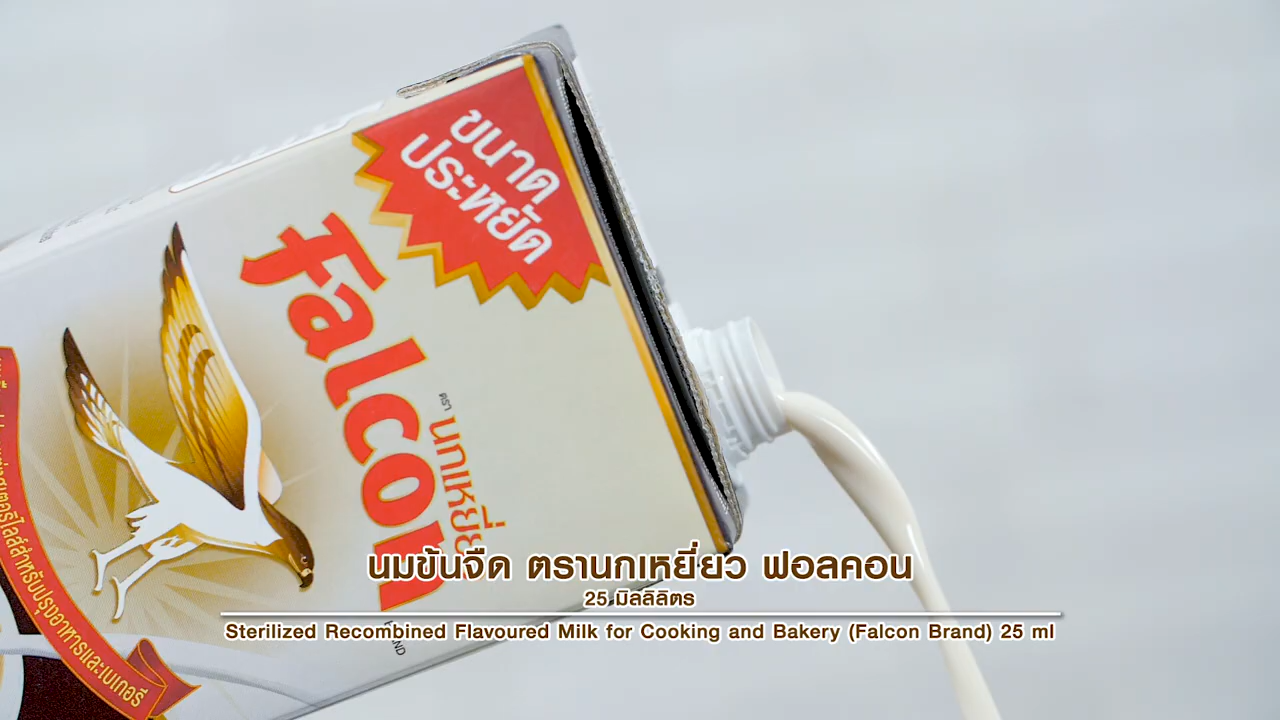 ขนาด
ประหยัด
falcon
ตรา นกเหยี่ยว
นมข้นจืด ตรานกเหยี่ยว ฟอลคอน
25 มิลลิลิตร
Sterilized Recombined Flavoured Milk for Cooking and Bakery (Falcon Brand) 25 ml